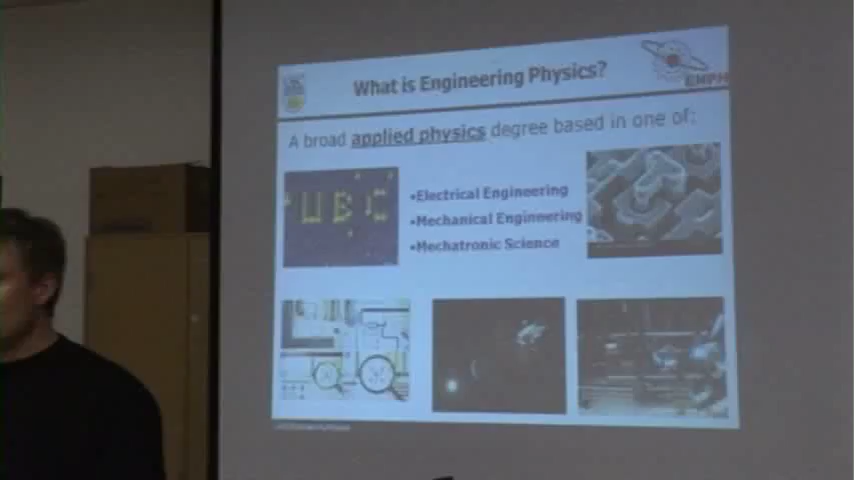 What is Engineering Physics?
ENPH
A broad applied physics degree based in one of:
UBC
•Electrical Engineering
•Mechanical Engineering
•Mechatronic Science